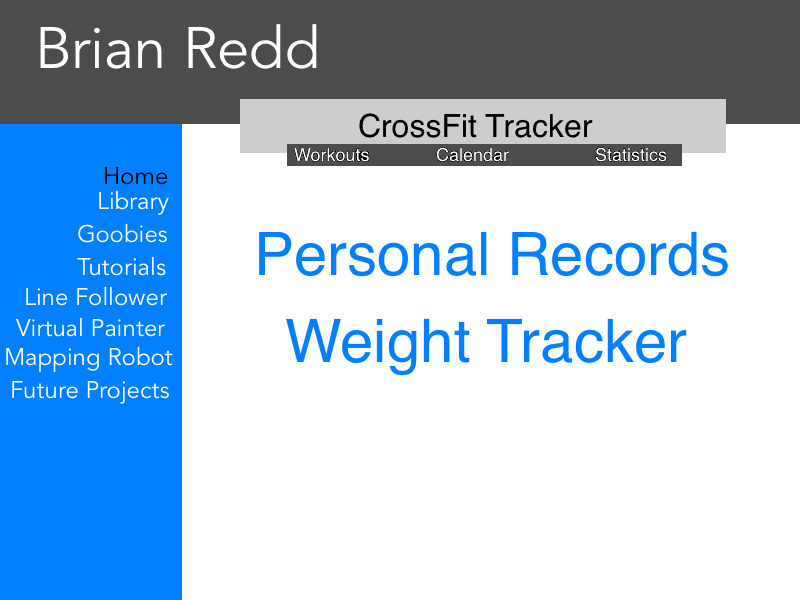 Brian Redd
CrossFit Tracker
Workouts Calendar Statistics
Home
Library
Goobies
Tutorials
Line Follower
Virtual Painter
Mapping Robot
Future Projects
Personal Records
Weight Tracker